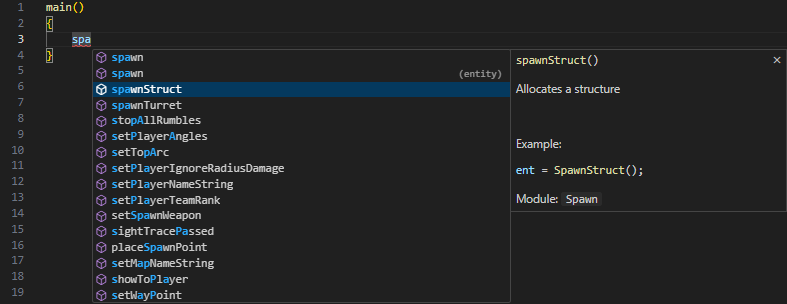 1 main()
2 {
3 spa
4 }
5
6
7
8
9
10
11
12
13
14
15
16
17
18
19
spawn
spawn (entity)
spawnStruct
spawnTurret
stopAllRumbles
setPlayerAngles
setTopArc
setPlayerIgnoreRadiusDamage
setPlayerNameString
setPlayerTeamRank
setSpawnWeapon
sightTracePassed
placeSpawnPoint
setMapNameString
showToPlayer
setWayPoint
spawnStruct()
Allocates a structure
Example:
ent = SpawnStruct();
Module: Spawn